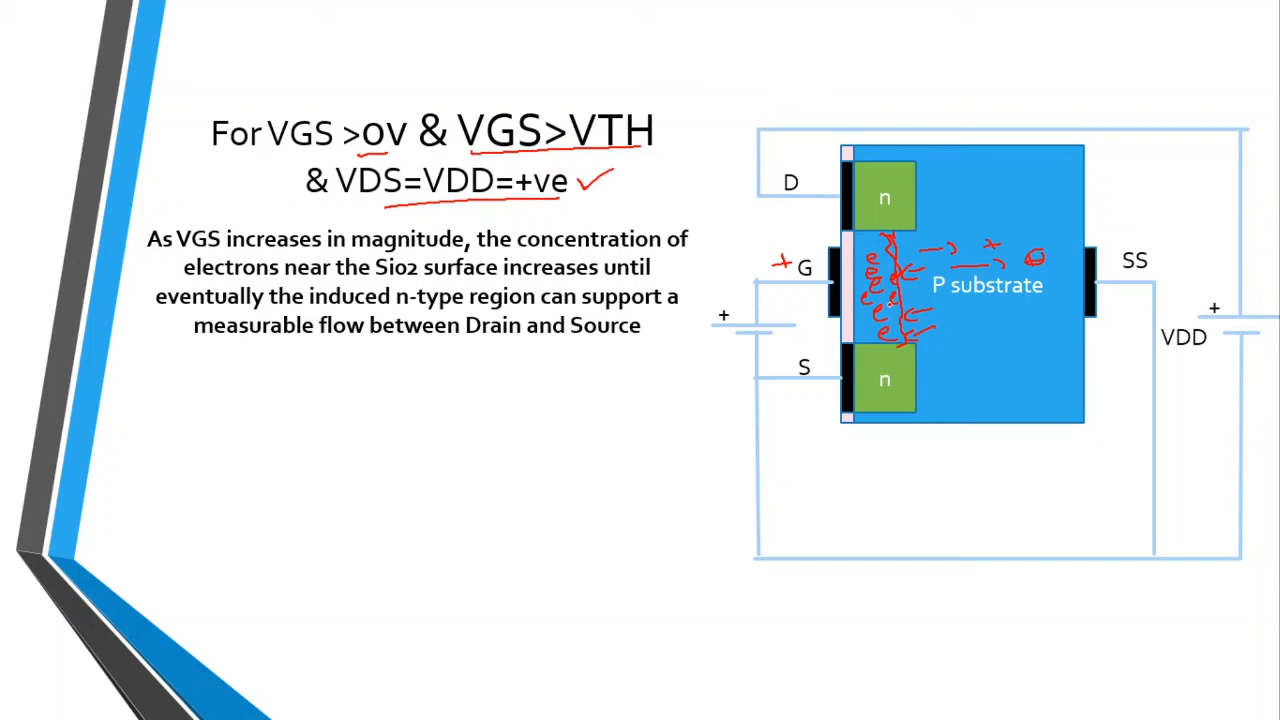 For VGS >0v & VGS>VTH
& VDS=VDD=+ve
As VGS increases in magnitude, the concentration of
electrons near the Sio2 surface increases until
eventually the induced n-type region can support a
measurable flow between Drain and Source
D
n
+ G
e
e
e e
e e
e
e
+
P substrate
SS
+
+
VDD
S
n